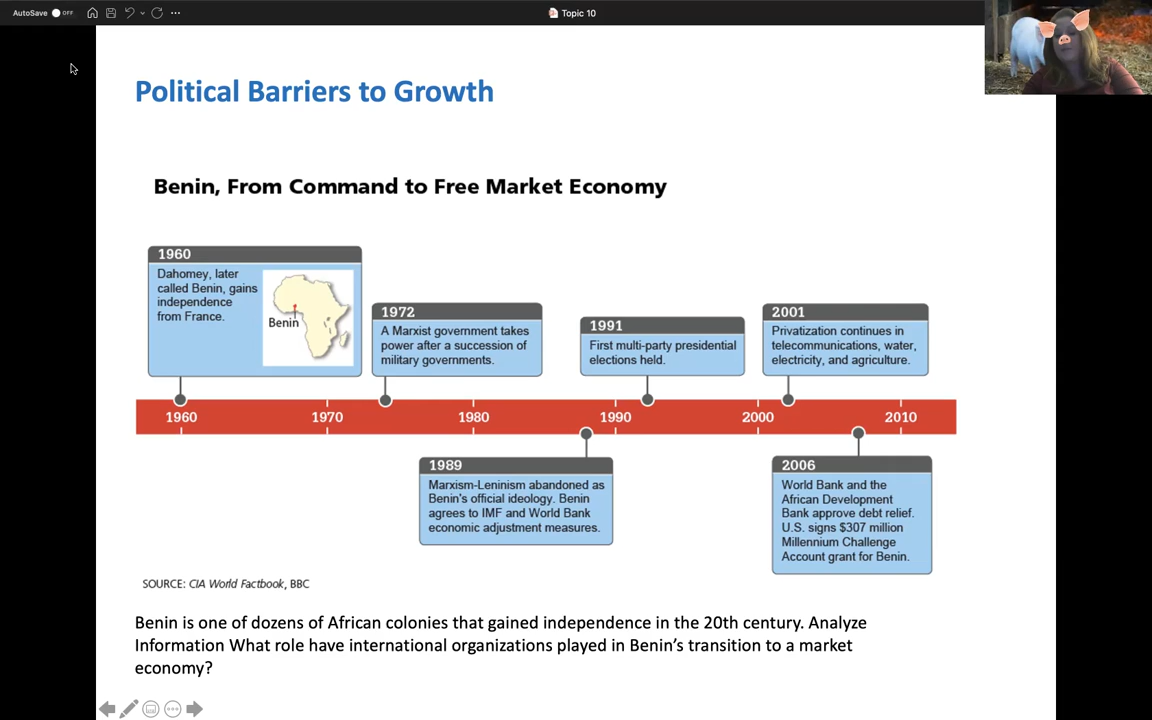 AutoSave OFF
Topic 10
Political Barriers to Growth
Benin, From Command to Free Market Economy
1960
Dahomey, later
called Benin, gains
independence
from France.
Benin
1972
A Marxist government takes
power after a succession of
military governments.
1991
First multi-party presidential
elections held.
2001
Privatization continues in
telecommunications, water,
electricity, and agriculture.
1960 1970 1980 1990 2000 2010
1989
Marxism-Leninism abandoned as
Benin's official ideology. Benin
agrees to IMF and World Bank
economic adjustment measures.
2006
World Bank and the
African Development
Bank approve debt relief.
U.S. signs $307 million
Millennium Challenge
Account grant for Benin.
SOURCE: CIA World Factbook, BBC
Benin is one of dozens of African colonies that gained independence in the 20th century. Analyze
Information What role have international organizations played in Benin’s transition to a market
economy?